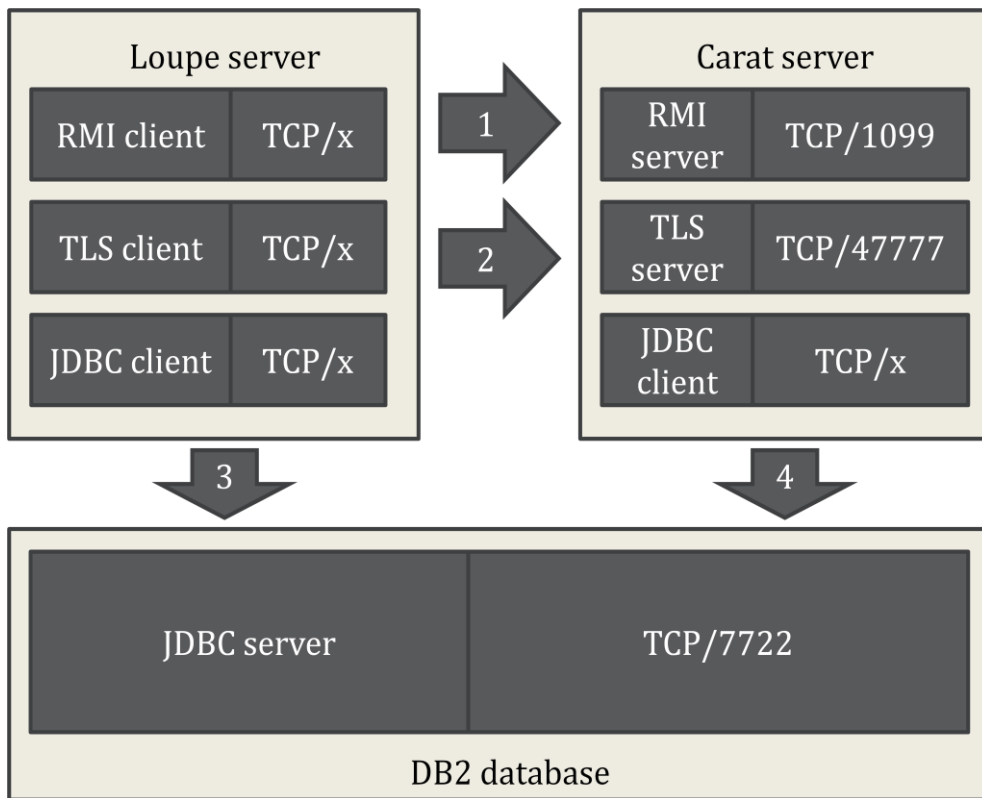 Loupe server
RMI client TCP/x
TLS client TCP/x
JDBC client TCP/x
1
2
Carat server
RMI
server
TCP/1099
TLS
server
TCP/47777
JDBC
client
TCP/x
3
4
JDBC server TCP/7722
DB2 database